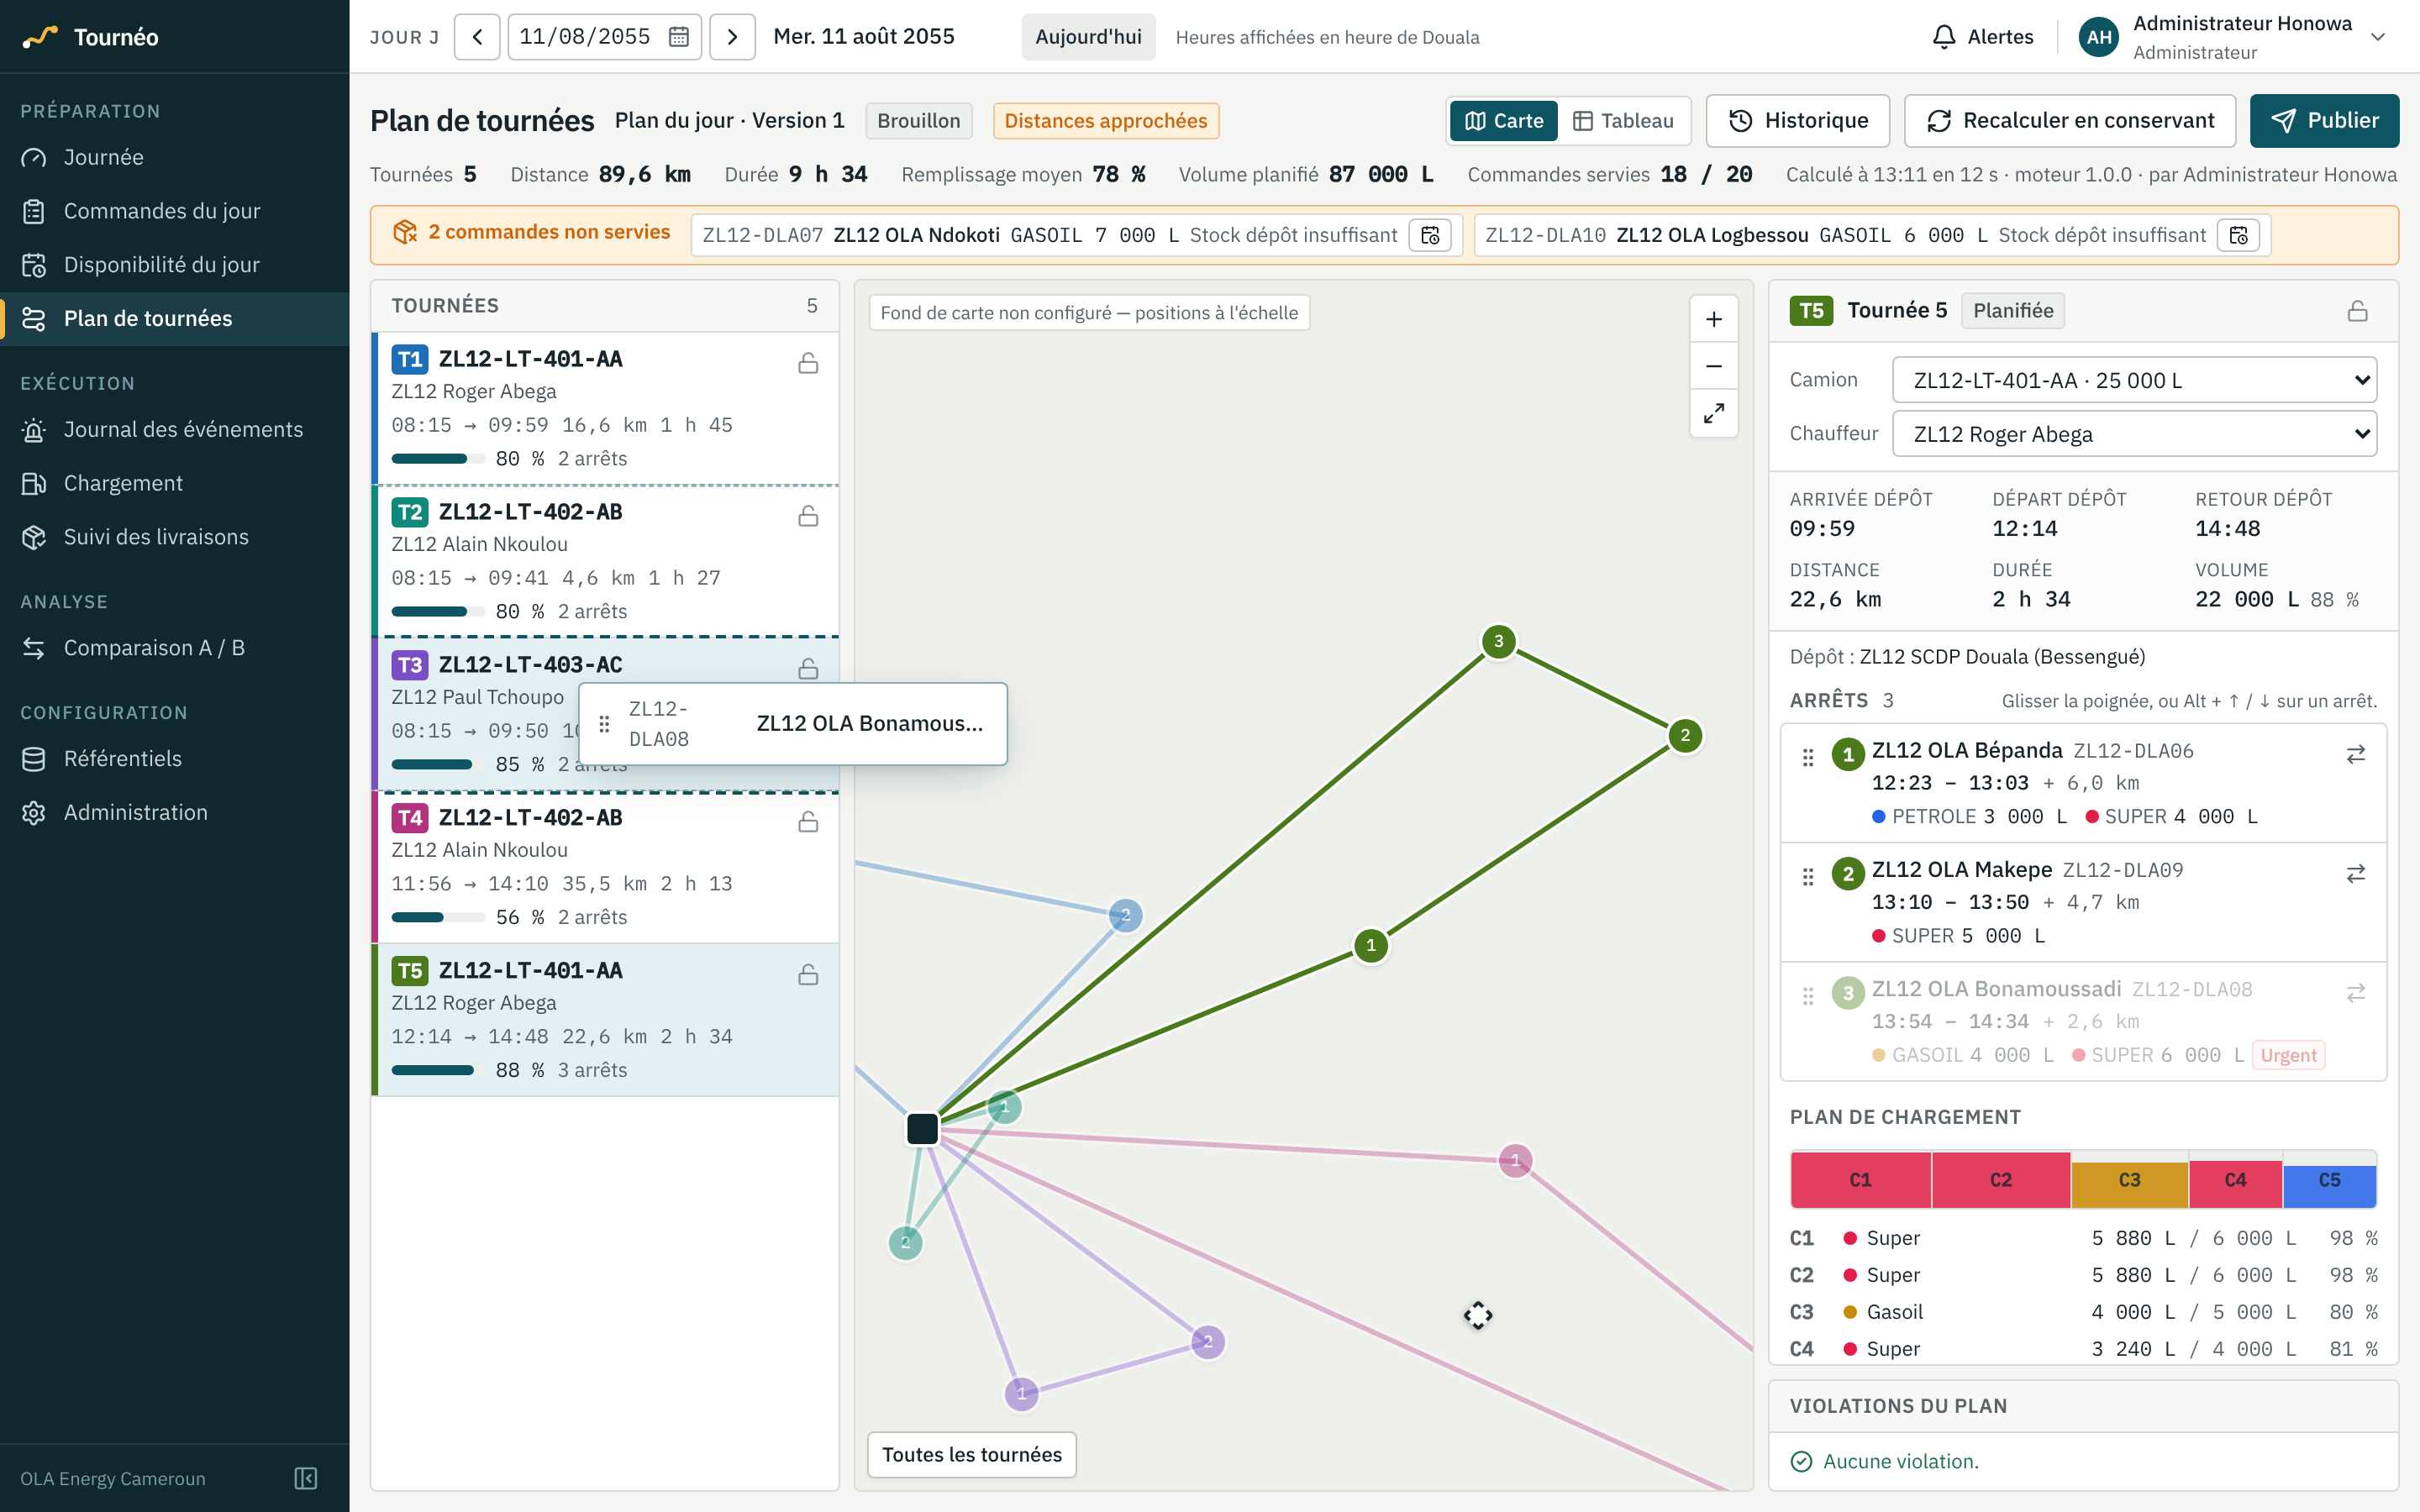 Tournéo
PRÉPARATION
Journée
Commandes du jour
Disponibilité du jour
Plan de tournées
EXÉCUTION
Journal des événements
Chargement
Suivi des livraisons
ANALYSE
Comparaison A / B
CONFIGURATION
Référentiels
Administration
OLA Energy Cameroun
JOUR J 11/08/2055 Mer. 11 août 2055 Aujourd'hui Heures affichées en heure de Douala Alertes AH Administrateur Honowa
Administrateur
Plan de tournées Plan du jour · Version 1 Brouillon Distances approchées Carte Tableau Historique Recalculer en conservant Publier
Tournées 5 Distance 89,6 km Durée 9 h 34 Remplissage moyen 78 % Volume planifié 87 000 L Commandes servies 18 / 20 Calculé à 13:11 en 12 s · moteur 1.0.0 · par Administrateur Honowa
2 commandes non servies ZL12-DLA07 ZL12 OLA Ndokoti GASOIL 7 000 L Stock dépôt insuffisant ZL12-DLA10 ZL12 OLA Logbessou GASOIL 6 000 L Stock dépôt insuffisant
TOURNÉES 5
T1 ZL12-LT-401-AA
ZL12 Roger Abega
08:15 → 09:59 16,6 km 1 h 45
80 % 2 arrêts
T2 ZL12-LT-402-AB
ZL12 Alain Nkoulou
08:15 → 09:41 4,6 km 1 h 27
80 % 2 arrêts
T3 ZL12-LT-403-AC
ZL12 Paul Tchoupo
08:15 → 09:50
85 % 2 arrêts
T4 ZL12-LT-402-AB
ZL12 Alain Nkoulou
11:56 → 14:10 35,5 km 2 h 13
56 % 2 arrêts
T5 ZL12-LT-401-AA
ZL12 Roger Abega
12:14 → 14:48 22,6 km 2 h 34
88 % 3 arrêts
ZL12-
DLA08 ZL12 OLA Bonamous...
Fond de carte non configuré — positions à l'échelle
+
−
3
2
2
1
1
1
2
2
1
Toutes les tournées
T5 Tournée 5 Planifiée
Camion ZL12-LT-401-AA · 25 000 L
Chauffeur ZL12 Roger Abega
ARRIVÉE DÉPÔT DÉPART DÉPÔT RETOUR DÉPÔT
09:59 12:14 14:48
DISTANCE DURÉE VOLUME
22,6 km 2 h 34 22 000 L 88 %
Dépôt : ZL12 SCDP Douala (Bessengué)
ARRÊTS 3 Glisser la poignée, ou Alt + ↑ / ↓ sur un arrêt.
1 ZL12 OLA Bépanda ZL12-DLA06
12:23 – 13:03 + 6,0 km
PETROLE 3 000 L SUPER 4 000 L
2 ZL12 OLA Makepe ZL12-DLA09
13:10 – 13:50 + 4,7 km
SUPER 5 000 L
3 ZL12 OLA Bonamoussadi ZL12-DLA08
13:54 – 14:34 + 2,6 km
GASOIL 4 000 L SUPER 6 000 L Urgent
PLAN DE CHARGEMENT
C1 C2 C3 C4 C5
C1 Super 5 880 L / 6 000 L 98 %
C2 Super 5 880 L / 6 000 L 98 %
C3 Gasoil 4 000 L / 5 000 L 80 %
C4 Super 3 240 L / 4 000 L 81 %
VIOLATIONS DU PLAN
Aucune violation.